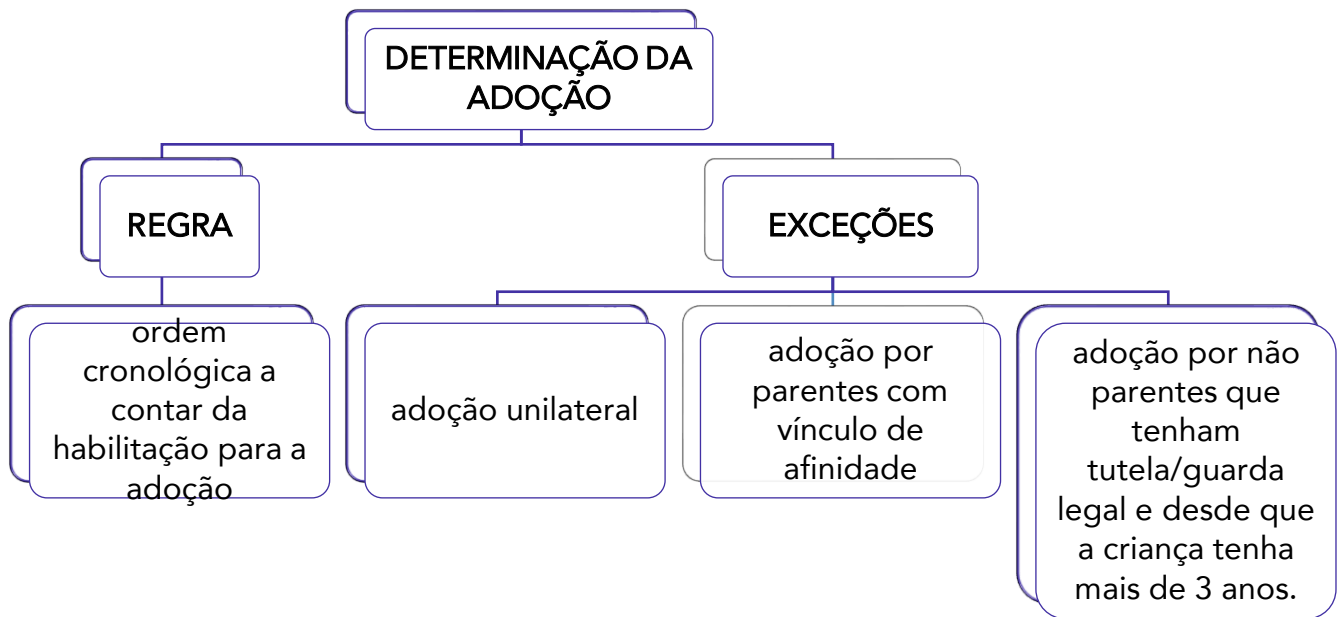 DETERMINAÇÃO DA
ADOÇÃO
REGRA
EXCEÇÕES
ordem
cronológica a
contar da
habilitação para a
adoção
adoção unilateral
adoção por
parentes com
vínculo de
afinidade
adoção por não
parentes que
tenham
tutela/guarda
legal e desde que
a criança tenha
mais de 3 anos.